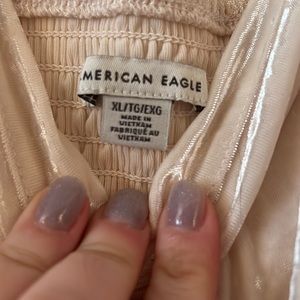 MERICAN EAGLE
XL/TG/EXG
MADE IN
VIETNAM
FABRIQUÉ AU
VIETNAM